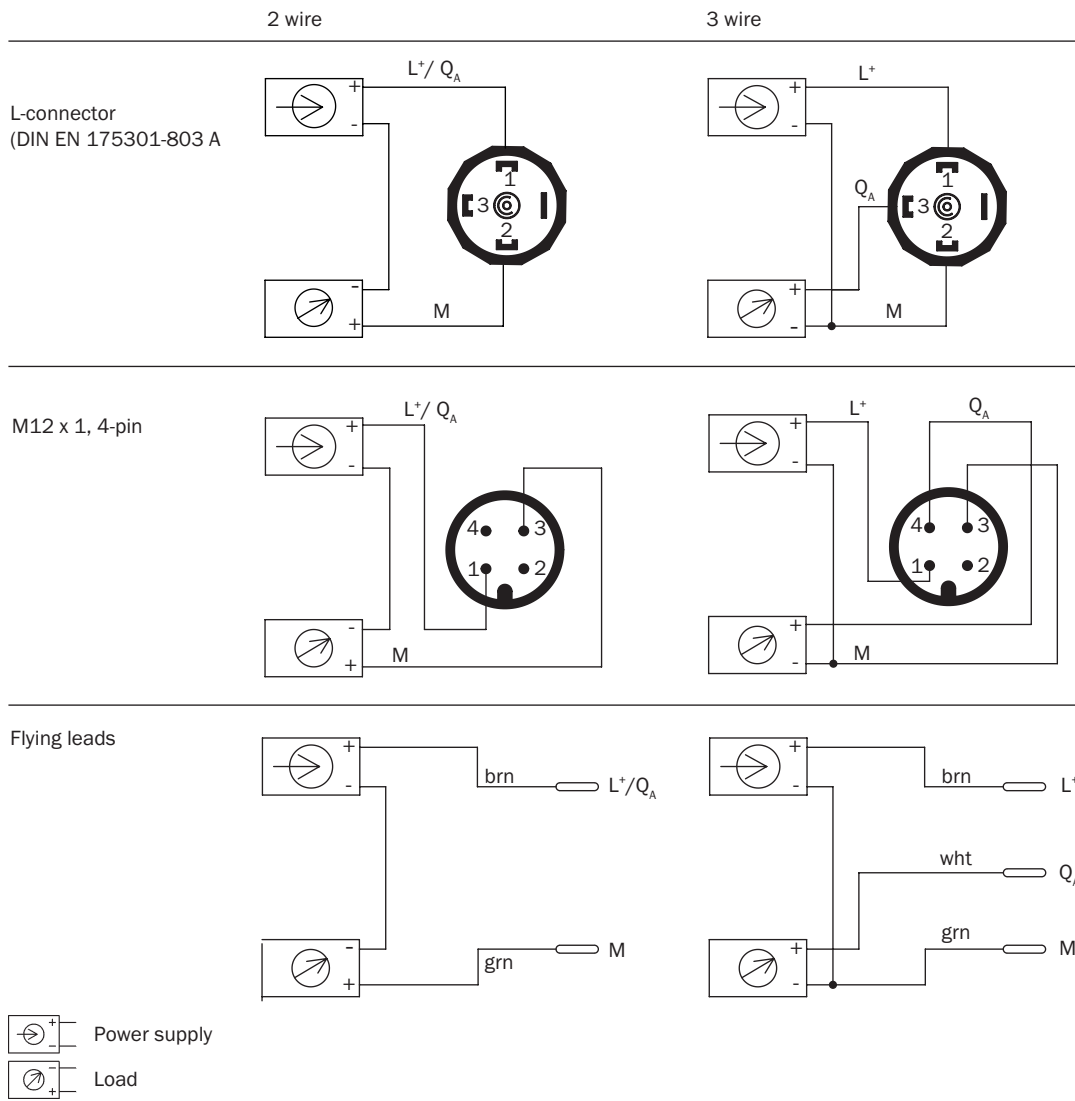 2 wire 3 wire
L-connector
(DIN EN 175301-803 A
L⁺/ Q_A
+
-
1
3
2
-
+
M
L⁺
+
-
Q_A
1
3
2
+
-
M
M12 x 1, 4-pin
L⁺/ Q_A
+
-
4 3
1 2
-
+
M
L⁺ Q_A
+
-
4 3
1 2
+
-
M
Flying leads
+
-
brn L⁺/Q_A
-
+
grn M
+
-
brn L⁺
wht Q
+
-
grn M
+
-
Power supply
-
+
Load